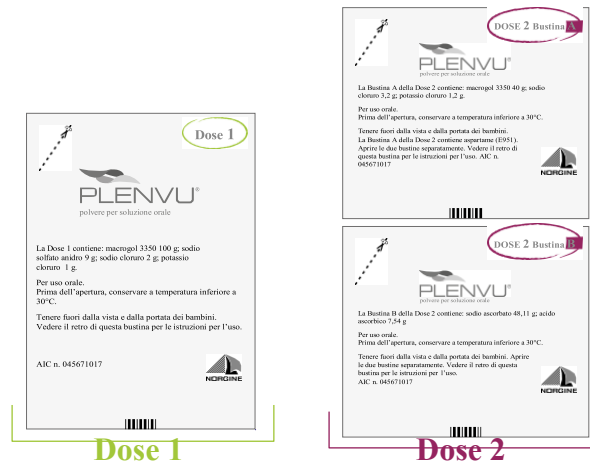 Dose 1
PLENVU®
polvere per soluzione orale
La Dose 1 contiene: macrogol 3350 100 g; sodio
solfato anidro 9 g; sodio cloruro 2 g; potassio
cloruro 1 g.
Per uso orale.
Prima dell’apertura, conservare a temperatura inferiore a
30°C.
Tenere fuori dalla vista e dalla portata dei bambini.
Vedere il retro di questa bustina per le istruzioni per l’uso.
AIC n. 045671017
NORGINE
Dose 1
DOSE 2 Bustina A
PLENVU®
polvere per soluzione orale
La Bustina A della Dose 2 contiene: macrogol 3350 40 g; sodio
cloruro 3,2 g; potassio cloruro 1,2 g.
Per uso orale.
Prima dell’apertura, conservare a temperatura inferiore a 30°C.
Tenere fuori dalla vista e dalla portata dei bambini.
La Bustina A della Dose 2 contiene aspartame (E951).
Aprire le due bustine separatamente. Vedere il retro di
questa bustina per le istruzioni per l’uso. AIC n.
045671017
NORGINE
DOSE 2 Bustina B
PLENVU®
polvere per soluzione orale
La Bustina B della Dose 2 contiene: sodio ascorbato 48,11 g; acido
ascorbico 7,54 g
Per uso orale.
Prima dell’apertura, conservare a temperatura inferiore a 30°C.
Tenere fuori dalla vista e dalla portata dei bambini. Aprire
le due bustine separatamente. Vedere il retro di questa
bustina per le istruzioni per l’uso.
AIC n. 045671017
NORGINE
Dose 2